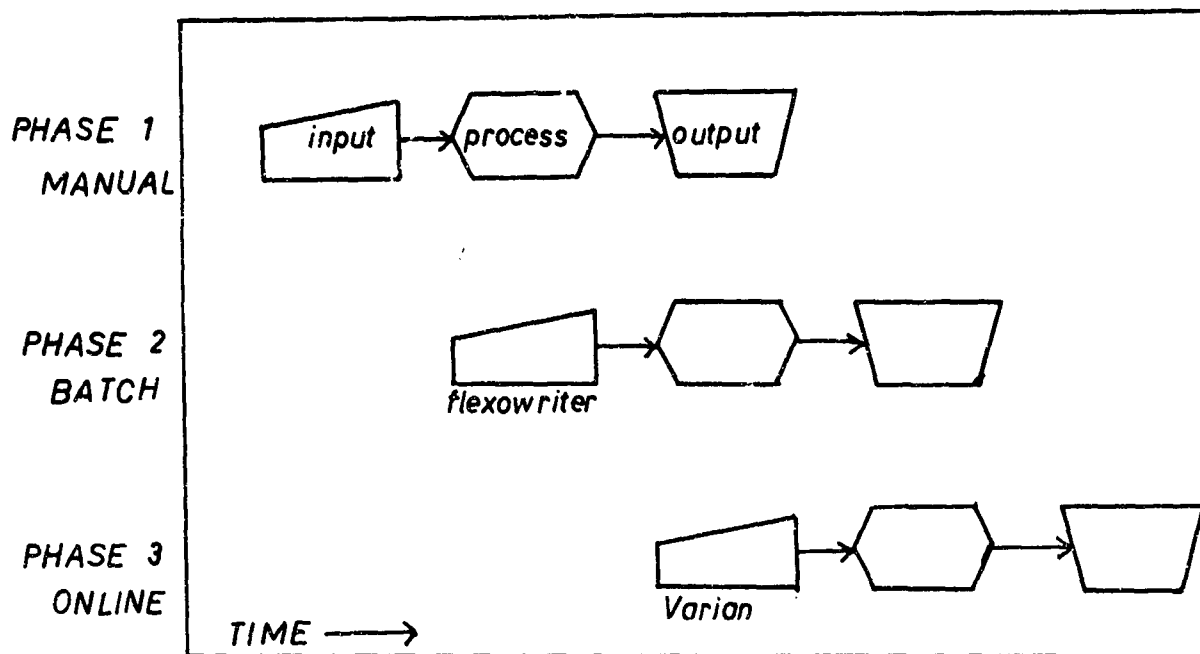 PHASE 1
MANUAL
input
process
output
PHASE 2
BATCH
flexowriter
PHASE 3
ONLINE
Varian
TIME